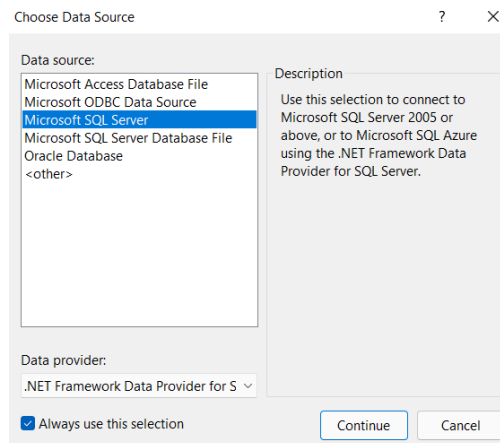 Choose Data Source
?
Data source:
Microsoft Access Database File
Microsoft ODBC Data Source
Microsoft SQL Server
Microsoft SQL Server Database File
Oracle Database
<other>
Description
Use this selection to connect to
Microsoft SQL Server 2005 or
above, or to Microsoft SQL Azure
using the .NET Framework Data
Provider for SQL Server.
Data provider:
.NET Framework Data Provider for S
Always use this selection
Continue
Cancel